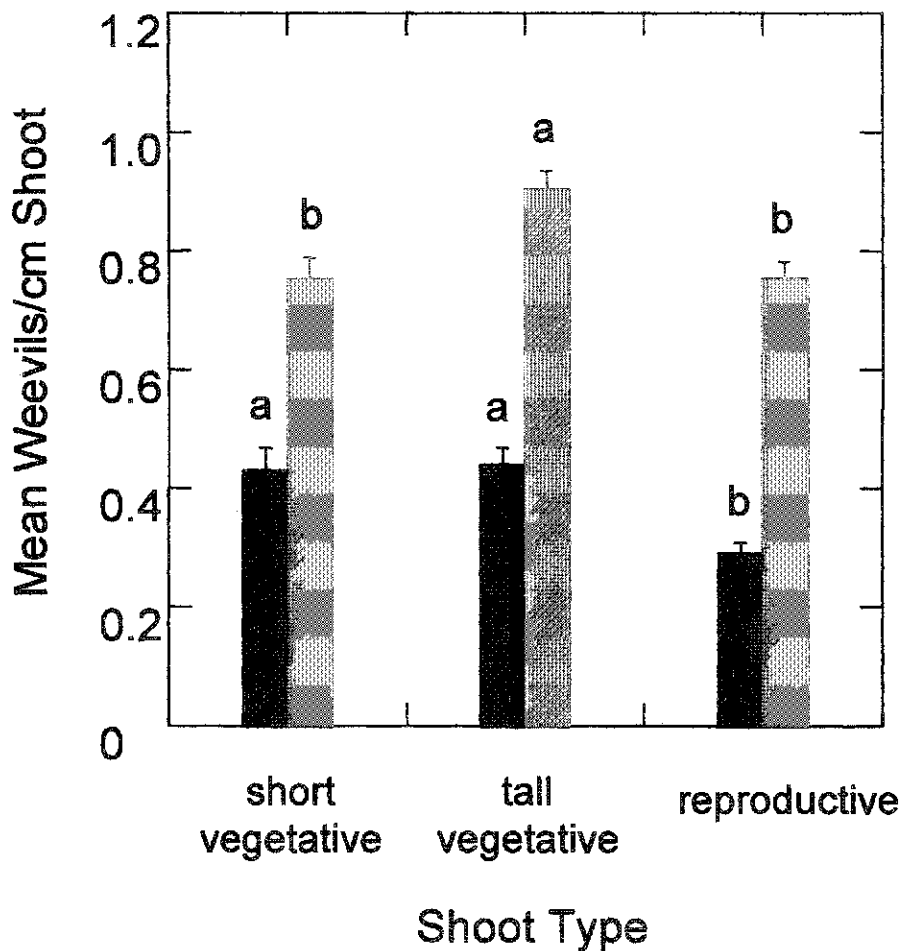 Mean Weevils/cm Shoot
1.2
1.0
0.8
0.6
0.4
0.2
0
a
b
a
a
b
b
short
vegetative
tall
vegetative
reproductive
Shoot Type